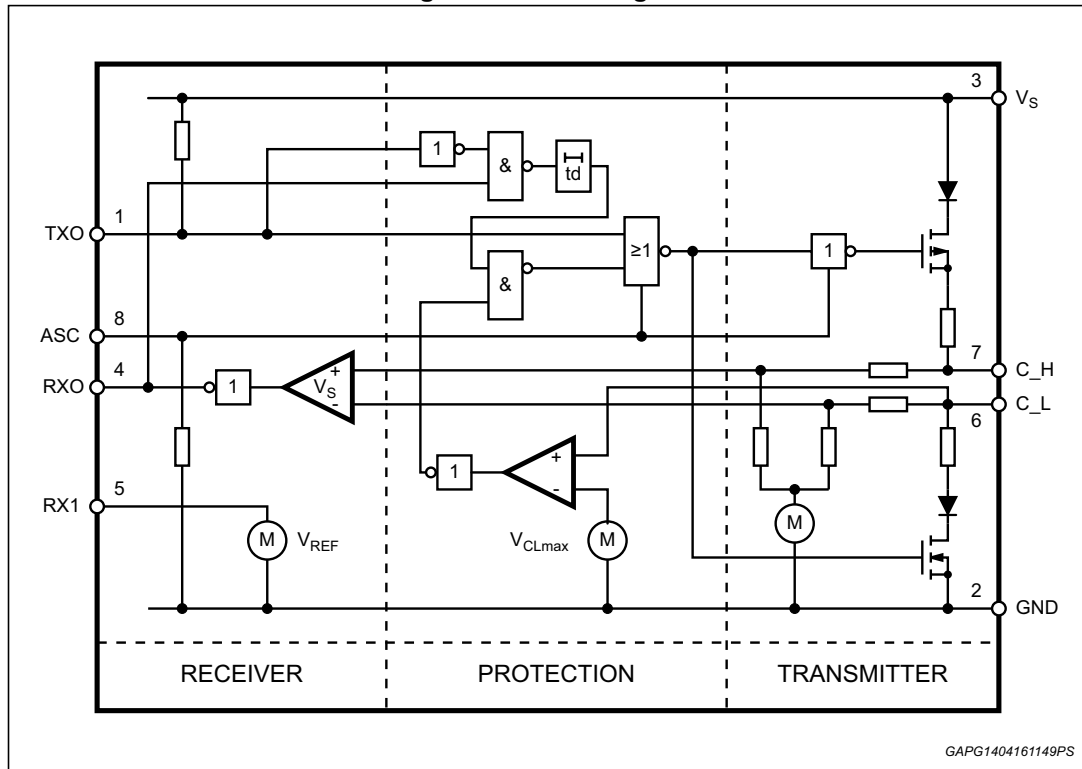 3
V_S
1
&
td
1
TXO
≥1
1
&
8
ASC
7
4
C_H
RXO
1
+
V_S
-
C_L
6
+
1
-
5
RX1
M
V_REF
V_CLmax
M
M
2
GND
RECEIVER
PROTECTION
TRANSMITTER
GAPG1404161149PS